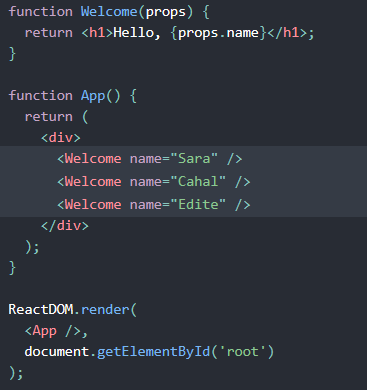 function Welcome(props) {
  return <h1>Hello, {props.name}</h1>;
}

function App() {
  return (
    <div>
      <Welcome name="Sara" />
      <Welcome name="Cahal" />
      <Welcome name="Edite" />
    </div>
  );
}

ReactDOM.render(
  <App />,
  document.getElementById('root')
);